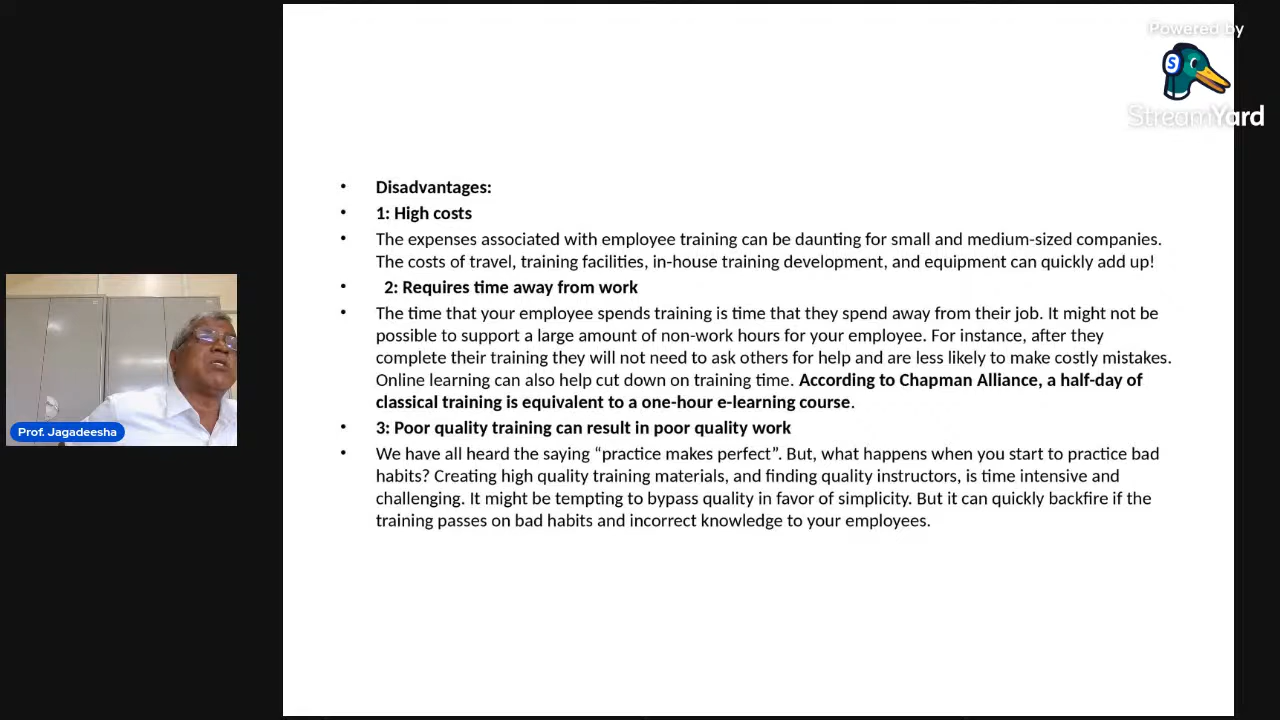 Powered by
StreamYard
Disadvantages:
1: High costs
The expenses associated with employee training can be daunting for small and medium-sized companies.
The costs of travel, training facilities, in-house training development, and equipment can quickly add up!
2: Requires time away from work
The time that your employee spends training is time that they spend away from their job. It might not be
possible to support a large amount of non-work hours for your employee. For instance, after they
complete their training they will not need to ask others for help and are less likely to make costly mistakes.
Online learning can also help cut down on training time. According to Chapman Alliance, a half-day of
classical training is equivalent to a one-hour e-learning course.
3: Poor quality training can result in poor quality work
We have all heard the saying “practice makes perfect”. But, what happens when you start to practice bad
habits? Creating high quality training materials, and finding quality instructors, is time intensive and
challenging. It might be tempting to bypass quality in favor of simplicity. But it can quickly backfire if the
training passes on bad habits and incorrect knowledge to your employees.
Prof. Jagadeesha